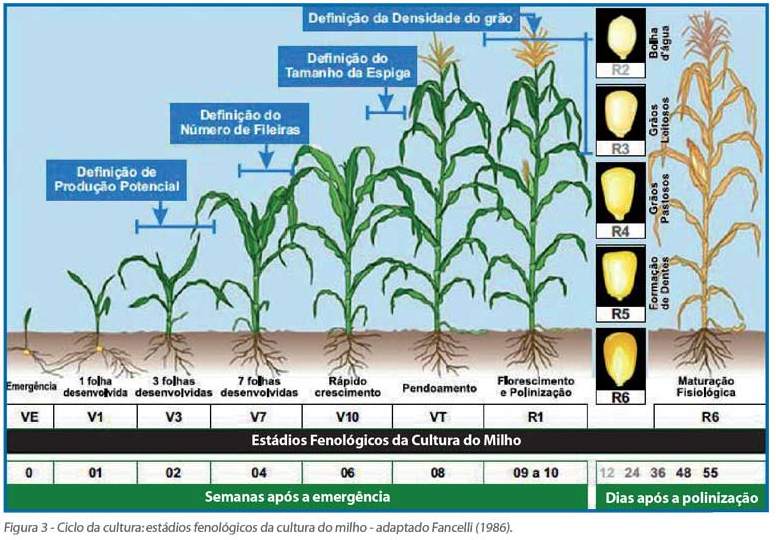 Definição da Densidade do grão
Definição do
Tamanho da Espiga
Definição do
Número de Fileiras
Definição de
Produção Potencial
R2
Bolha
d'água
R3
Grãos
Leitosos
R4
Grãos
Pastosos
R5
Formação
de Dentes
R6
Emergência
1 folha
desenvolvida
3 folhas
desenvolvidas
7 folhas
desenvolvidas
Rápido
crescimento
Pendoamento
Florescimento
e Polinização
Maturação
Fisiológica
VE V1 V3 V7 V10 VT R1 R6
Estádios Fenológicos da Cultura do Milho
0 01 02 04 06 08 09 a 10 12 24 36 48 55
Semanas após a emergência
Dias após a polinização
Figura 3 - Ciclo da cultura: estádios fenológicos da cultura do milho - adaptado Fancelli (1986).